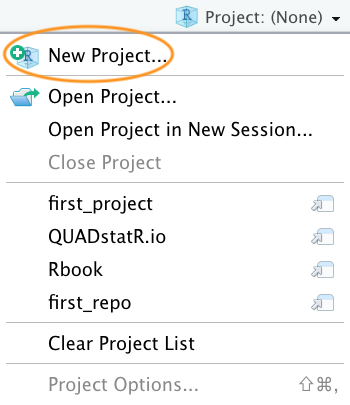 Project: (None)
New Project...
Open Project...
Open Project in New Session...
Close Project
first_project
QUADstatR.io
Rbook
first_repo
Clear Project List
Project Options... ⇧⌘,